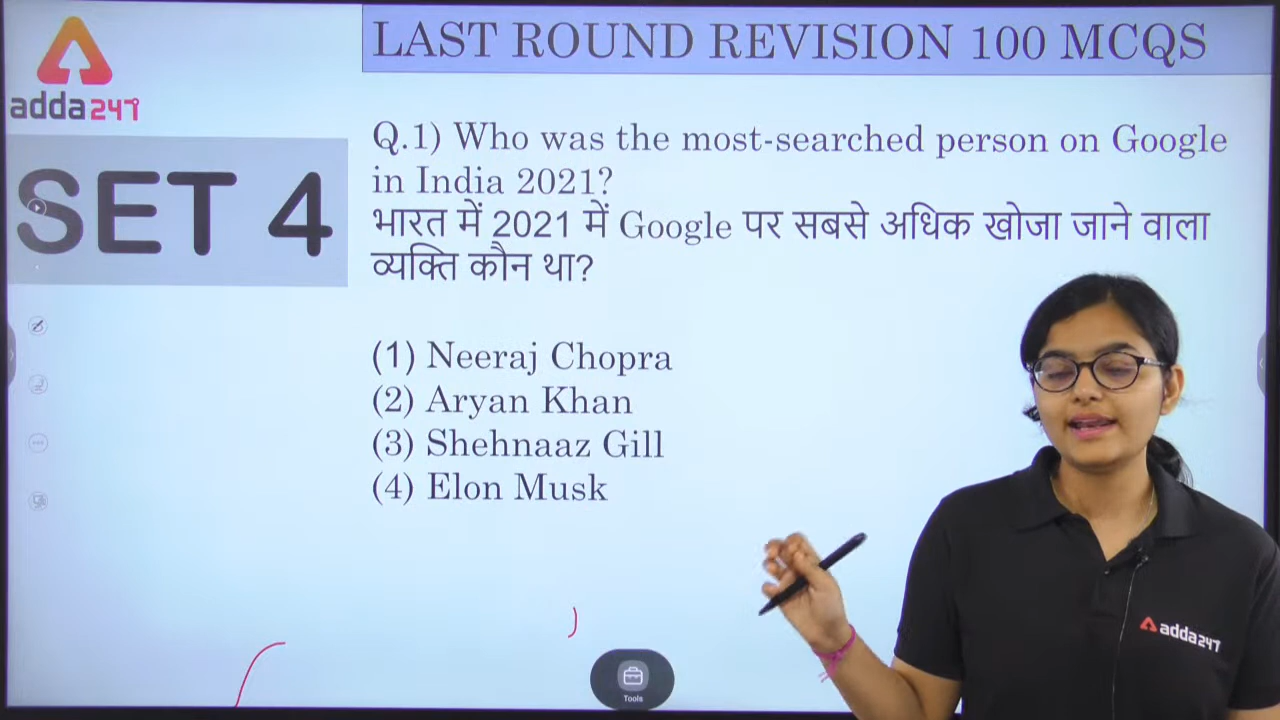 LAST ROUND REVISION 100 MCQS
adda247
SET 4
Q.1) Who was the most-searched person on Google
in India 2021?
भारत में 2021 में Google पर सबसे अधिक खोजा जाने वाला
व्यक्ति कौन था?
(1) Neeraj Chopra
(2) Aryan Khan
(3) Shehnaaz Gill
(4) Elon Musk
adda247
Tools